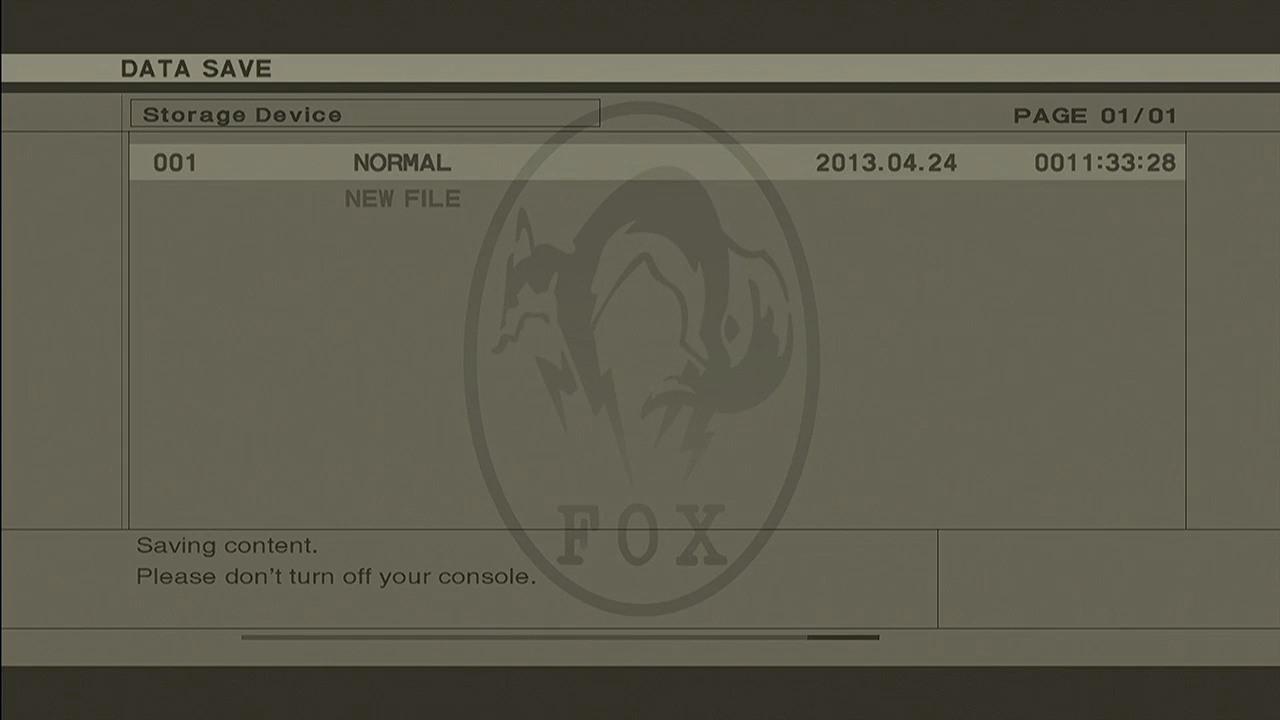 DATA SAVE
Storage Device PAGE 01/01
001 NORMAL 2013.04.24 0011:33:28
NEW FILE
FOX
Saving content.
Please don't turn off your console.